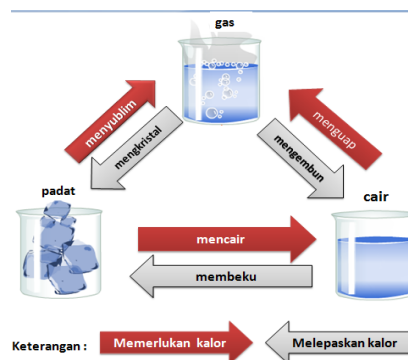 gas
menyublim
mengkristal
menguap
mengembun
padat
cair
mencair
membeku
Keterangan : Memerlukan kalor Melepaskan kalor